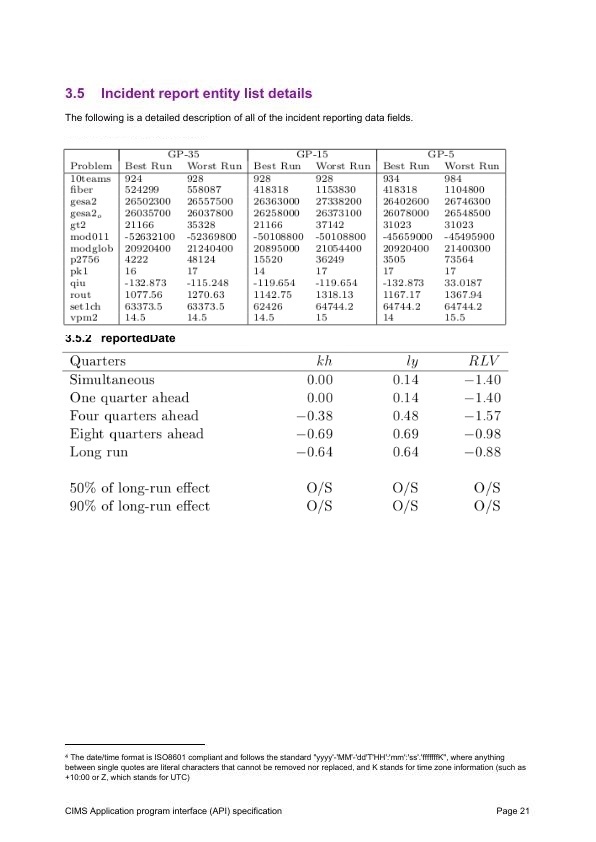 3.5 Incident report entity list details
The following is a detailed description of all of the incident reporting data fields.
GP-35 GP-15 GP-5
Problem Best Run Worst Run Best Run Worst Run Best Run Worst Run
10teams 924 928 928 928 934 984
fiber 524299 558087 418318 1153830 418318 1104800
gesa2 26502300 26557500 26363000 27338200 26402600 26746300
gesa2ₒ 26035700 26037800 26258000 26373100 26078000 26548500
gt2 21166 35328 21166 37142 31023 31023
mod011 -52632100 -52369800 -50108800 -50108800 -45659000 -45495900
modglob 20920400 21240400 20895000 21054400 20920400 21400300
p2756 4222 48124 15520 36249 3505 73564
pk1 16 17 14 17 17 17
qiu -132.873 -115.248 -119.654 -119.654 -132.873 33.0187
rout 1077.56 1270.63 1142.75 1318.13 1167.17 1367.94
set1ch 63373.5 63373.5 62426 64744.2 64744.2 64744.2
vpm2 14.5 14.5 14.5 15 14 15.5
3.5.2 reportedDate
Quarters kh ly RLV
Simultaneous 0.00 0.14 −1.40
One quarter ahead 0.00 0.14 −1.40
Four quarters ahead −0.38 0.48 −1.57
Eight quarters ahead −0.69 0.69 −0.98
Long run −0.64 0.64 −0.88
50% of long-run effect O/S O/S O/S
90% of long-run effect O/S O/S O/S
⁴ The date/time format is ISO8601 compliant and follows the standard "yyyy'-'MM'-'dd'T'HH':'mm':'ss'.'fffffffK", where anything
between single quotes are literal characters that cannot be removed nor replaced, and K stands for time zone information (such as
+10:00 or Z, which stands for UTC)
CIMS Application program interface (API) specification Page 21